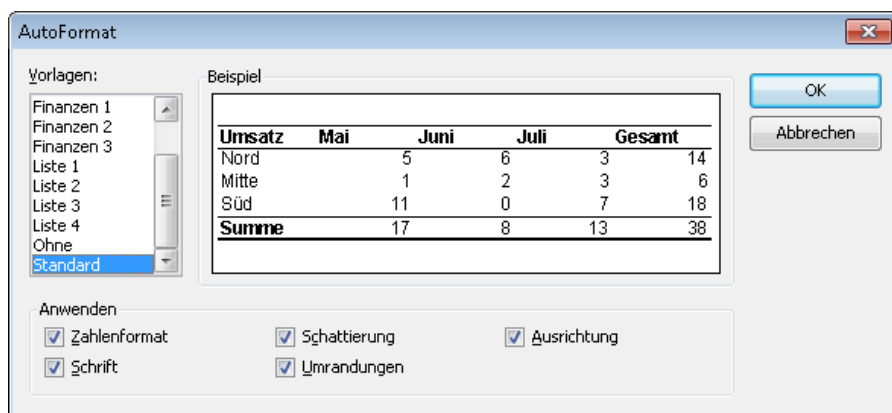 AutoFormat
Vorlagen:
Finanzen 1
Finanzen 2
Finanzen 3
Liste 1
Liste 2
Liste 3
Liste 4
Ohne
Standard
Beispiel
Umsatz Mai Juni Juli Gesamt
Nord 5 6 3 14
Mitte 1 2 3 6
Süd 11 0 7 18
Summe 17 8 13 38
OK
Abbrechen
Anwenden
Zahlenformat Schattierung Ausrichtung
Schrift Umrandungen